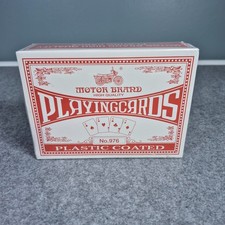 MOTOR BRAND
HIGH QUALITY
PLAYINGCARDS
No.976
PLASTIC COATED